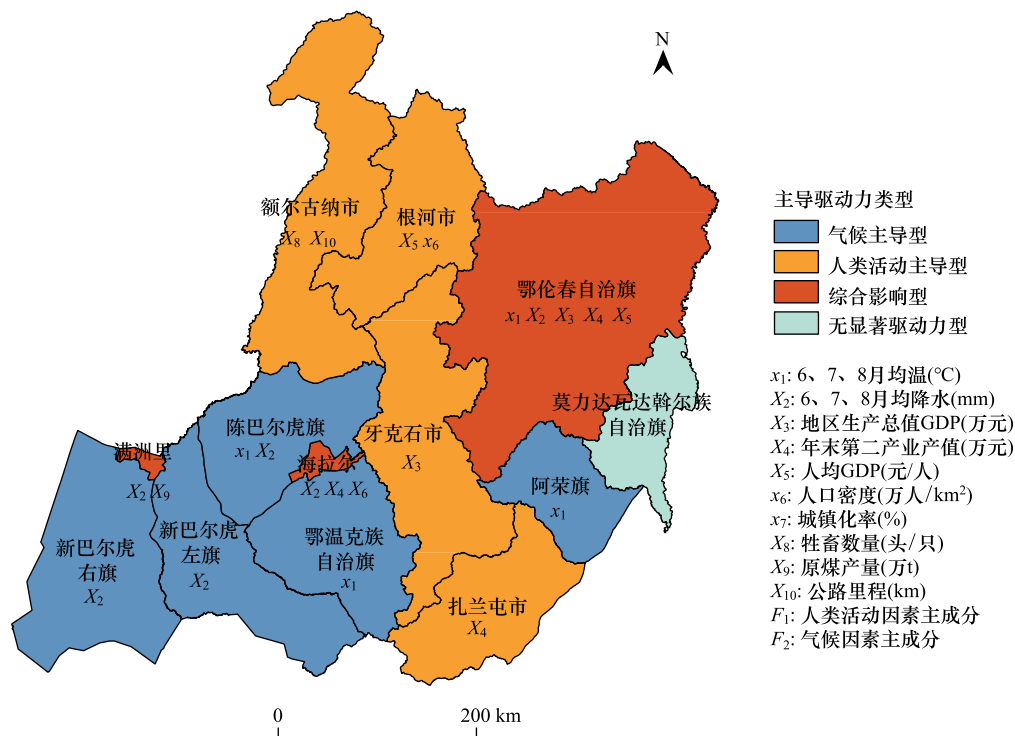 N
额尔古纳市
X8 X10
根河市
X5 x6
鄂伦春自治旗
x1 X2 X3 X4 X5
莫力达瓦达斡尔族
自治旗
陈巴尔虎旗
x1 X2
牙克石市
X3
满洲里
X2 X9
海拉尔
X2 X4 X6
阿荣旗
x1
新巴尔虎
右旗
X2
新巴尔虎
左旗
X2
鄂温克族
自治旗
x1
扎兰屯市
X4
0 200 km
主导驱动力类型
气候主导型
人类活动主导型
综合影响型
无显著驱动力型
x1: 6、7、8月均温(℃)
X2: 6、7、8月均降水(mm)
X3: 地区生产总值GDP(万元)
X4: 年末第二产业产值(万元)
X5: 人均GDP(元/人)
x6: 人口密度(万人/km²)
x7: 城镇化率(%)
X8: 牲畜数量(头/只)
X9: 原煤产量(万t)
X10: 公路里程(km)
F1: 人类活动因素主成分
F2: 气候因素主成分